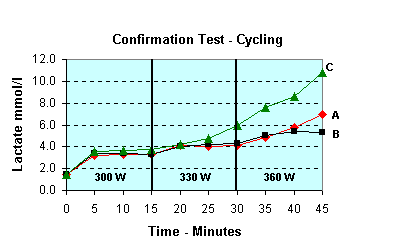 Confirmation Test - Cycling
Lactate mmol/l
12.0
10.0
8.0
6.0
4.0
2.0
0.0
C
A
B
300 W 330 W 360 W
0 5 10 15 20 25 30 35 40 45
Time - Minutes